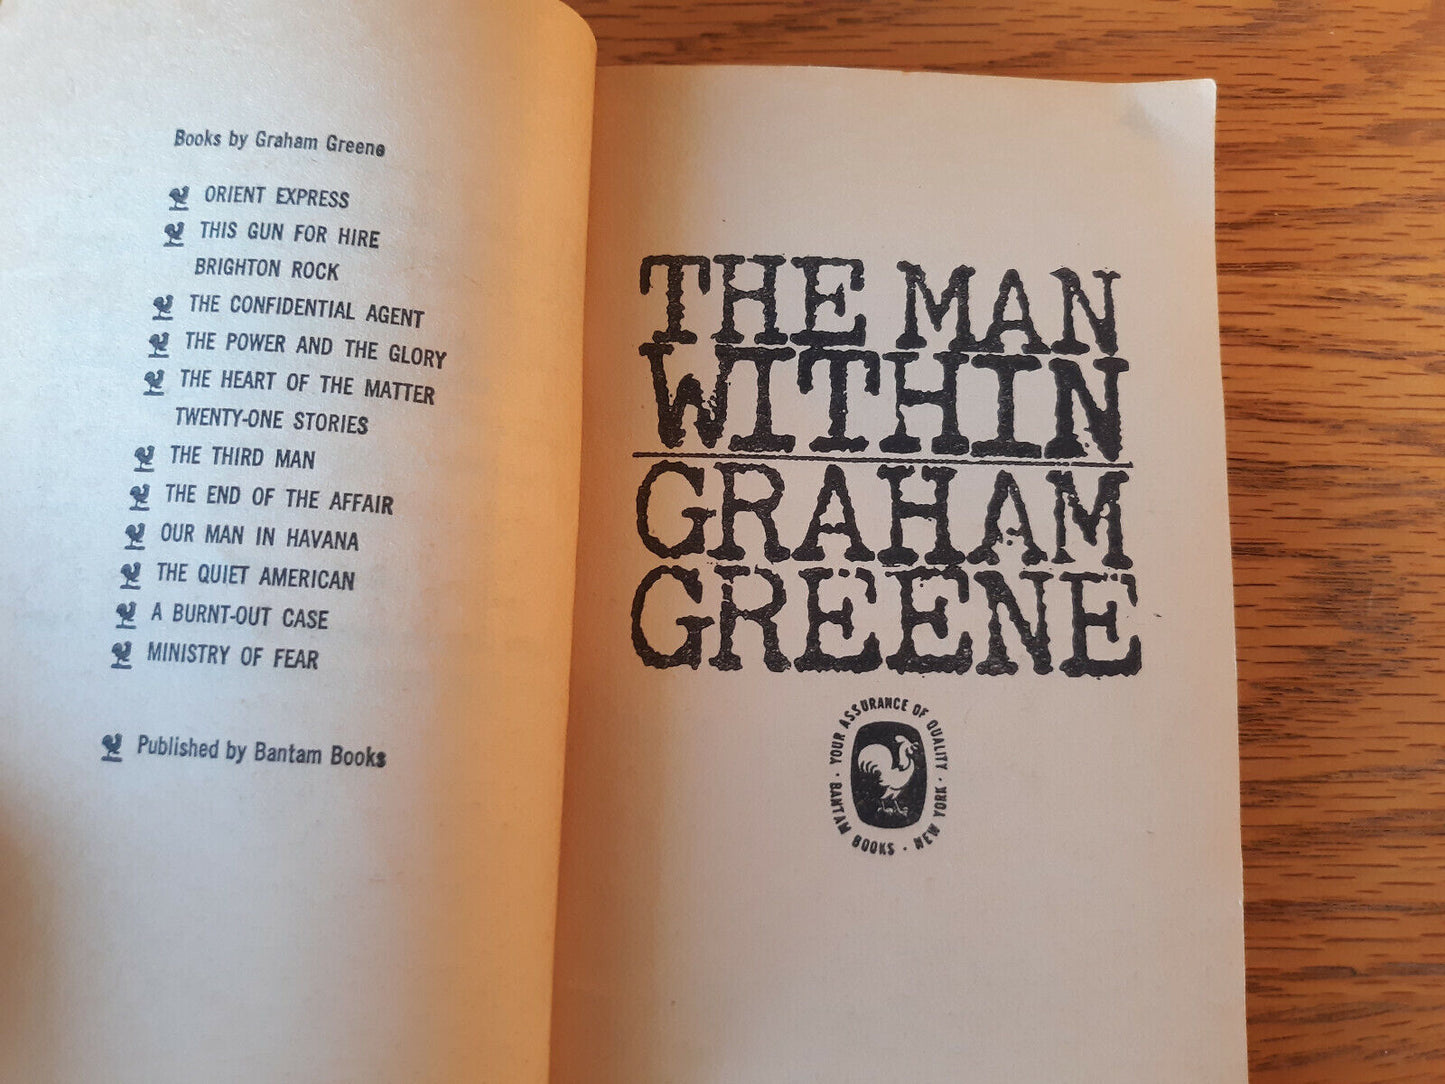 Books by Graham Greene
ORIENT EXPRESS
THIS GUN FOR HIRE
BRIGHTON ROCK
THE CONFIDENTIAL AGENT
THE POWER AND THE GLORY
THE HEART OF THE MATTER
TWENTY-ONE STORIES
THE THIRD MAN
THE END OF THE AFFAIR
OUR MAN IN HAVANA
THE QUIET AMERICAN
A BURNT-OUT CASE
MINISTRY OF FEAR
Published by Bantam Books
THE MAN
WITHIN
GRAHAM
GREENE
YOUR ASSURANCE OF QUALITY · BANTAM BOOKS · NEW YORK ·